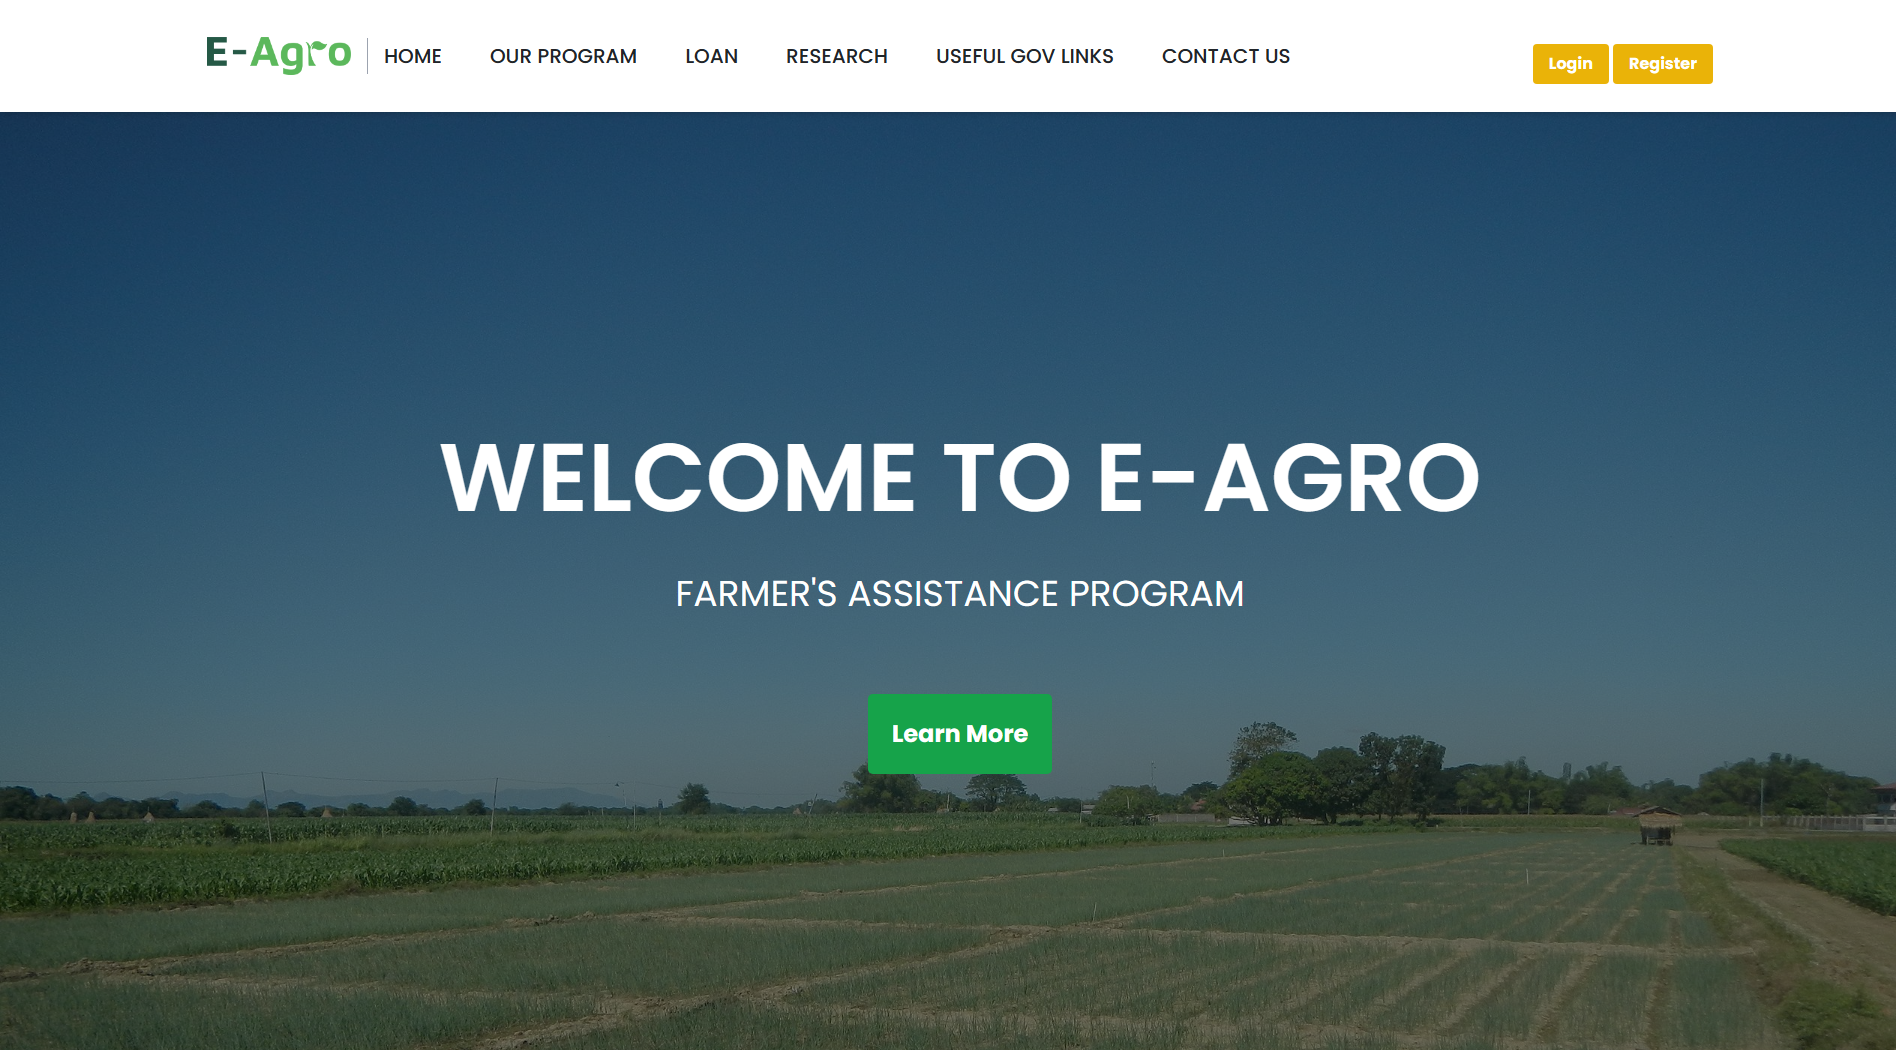 E-Agro
HOME OUR PROGRAM LOAN RESEARCH USEFUL GOV LINKS CONTACT US
Login Register
WELCOME TO E-AGRO
FARMER'S ASSISTANCE PROGRAM
Learn More